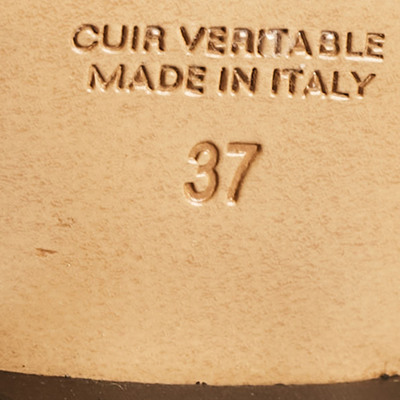 CUIR VERITABLE
MADE IN ITALY
37